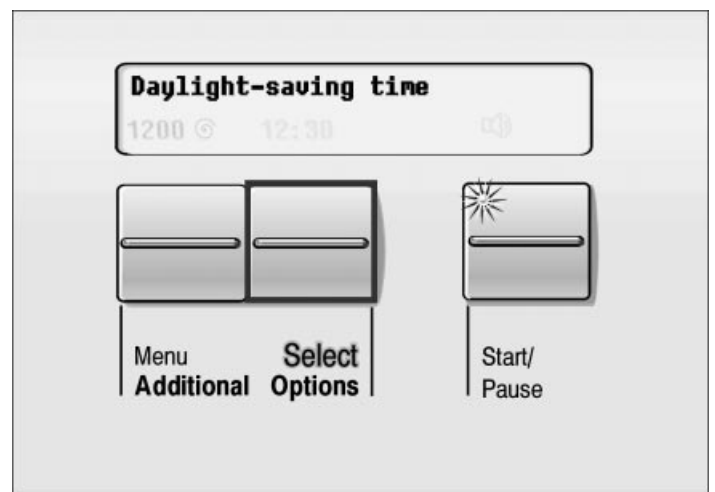 Daylight-saving time
1200 12:30
Menu Select Start/
Additional Options Pause